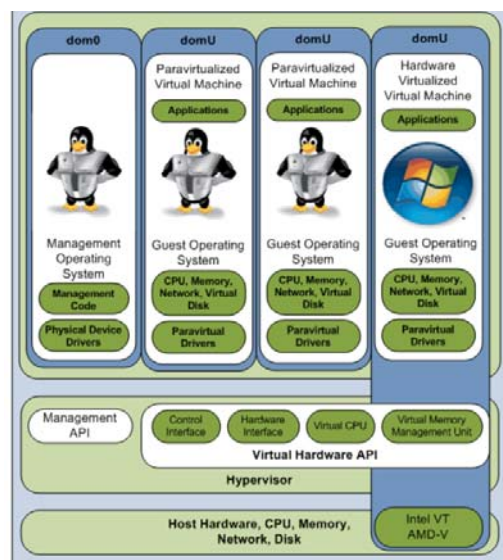 dom0
Management
Operating
System
Management
Code
Physical Device
Drivers
domU
Paravirtualized
Virtual Machine
Applications
Guest Operating
System
CPU, Memory,
Network, Virtual
Disk
Paravirtual Drivers
domU
Paravirtualized
Virtual Machine
Applications
Guest Operating
System
CPU, Memory,
Network, Virtual
Disk
Paravirtual Drivers
domU
Hardware
Virtualized
Virtual Machine
Applications
Guest Operating
System
CPU, Memory,
Network, Virtual
Disk
Paravirtual Drivers
Management
API
Control
Interface
Hardware
Interface
Virtual CPU
Virtual Memory
Management Unit
Virtual Hardware API
Hypervisor
Host Hardware, CPU, Memory,
Network, Disk
Intel VT
AMD-V